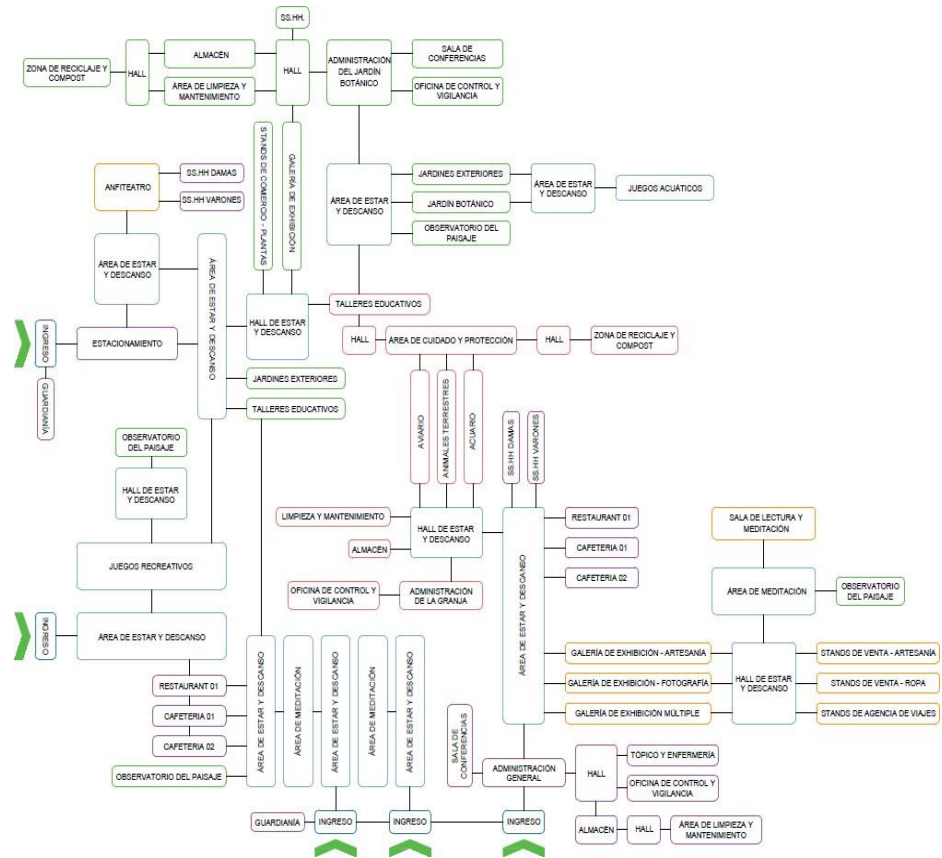 SS.HH.
ALMACÉN
HALL
HALL
ZONA DE RECICLAJE Y
COMPOST
ÁREA DE LIMPIEZA Y
MANTENIMIENTO
ADMINISTRACIÓN
DEL JARDÍN
BOTÁNICO
SALA DE
CONFERENCIAS
OFICINA DE CONTROL Y
VIGILANCIA
STANDS DE COMERCIO - PLANTAS
GALERÍA DE EXHIBICIÓN
ANFITEATRO
SS.HH DAMAS
SS.HH VARONES
ÁREA DE ESTAR
Y DESCANSO
JARDINES EXTERIORES
JARDÍN BOTÁNICO
OBSERVATORIO DEL
PAISAJE
ÁREA DE ESTAR
Y DESCANSO
JUEGOS ACUÁTICOS
ÁREA DE ESTAR
Y DESCANSO
ÁREA DE ESTAR Y DESCANSO
HALL DE ESTAR
Y DESCANSO
TALLERES EDUCATIVOS
INGRESO
ESTACIONAMIENTO
GUARDIANÍA
HALL
ÁREA DE CUIDADO Y PROTECCIÓN
HALL
ZONA DE RECICLAJE Y
COMPOST
JARDINES EXTERIORES
TALLERES EDUCATIVOS
AVIARIO
ANIMALES TERRESTRES
ACUARIO
SS.HH DAMAS
SS.HH VARONES
OBSERVATORIO
DEL PAISAJE
HALL DE ESTAR
Y DESCANSO
JUEGOS RECREATIVOS
INGRESO
ÁREA DE ESTAR Y DESCANSO
LIMPIEZA Y MANTENIMIENTO
ALMACÉN
HALL DE ESTAR
Y DESCANSO
OFICINA DE CONTROL Y
VIGILANCIA
ADMINISTRACIÓN
DE LA GRANJA
ÁREA DE ESTAR Y DESCANSO
RESTAURANT 01
CAFETERIA 01
CAFETERIA 02
SALA DE LECTURA Y
MEDITACIÓN
ÁREA DE MEDITACIÓN
OBSERVATORIO
DEL PAISAJE
RESTAURANT 01
CAFETERIA 01
CAFETERIA 02
OBSERVATORIO DEL PAISAJE
ÁREA DE ESTAR Y DESCANSO
ÁREA DE MEDITACIÓN
ÁREA DE ESTAR Y DESCANSO
ÁREA DE MEDITACIÓN
ÁREA DE ESTAR Y DESCANSO
GALERÍA DE EXHIBICIÓN - ARTESANÍA
GALERÍA DE EXHIBICIÓN - FOTOGRAFÍA
GALERÍA DE EXHIBICIÓN MÚLTIPLE
HALL DE ESTAR
Y DESCANSO
STANDS DE VENTA - ARTESANÍA
STANDS DE VENTA - ROPA
STANDS DE AGENCIA DE VIAJES
SALA DE
CONFERENCIAS
ADMINISTRACIÓN
GENERAL
HALL
TÓPICO Y ENFERMERÍA
OFICINA DE CONTROL Y
VIGILANCIA
GUARDIANÍA
INGRESO
INGRESO
INGRESO
ALMACÉN
HALL
ÁREA DE LIMPIEZA Y
MANTENIMIENTO